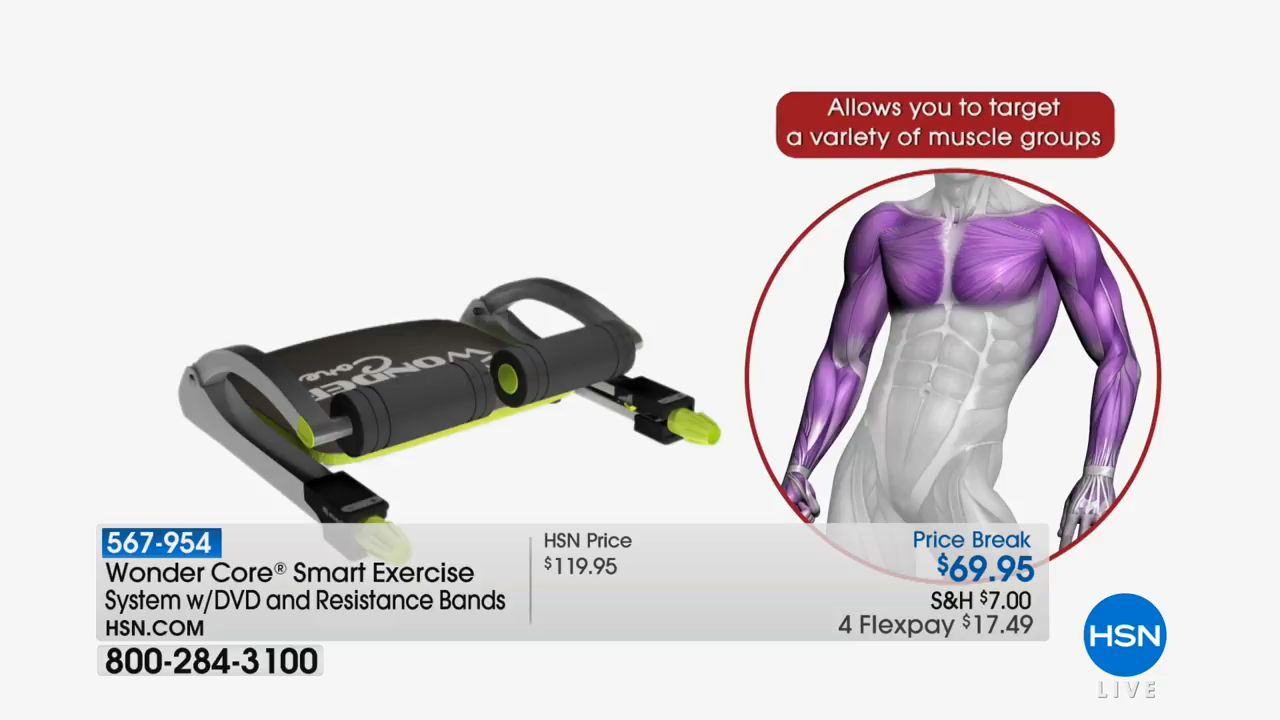 Allows you to target
a variety of muscle groups
WONDER
Core
567-954
Wonder Core® Smart Exercise
System w/DVD and Resistance Bands
HSN.COM
800-284-3100
HSN Price
$119.95
Price Break
$69.95
S&H $7.00
4 Flexpay $17.49
HSN
LIVE